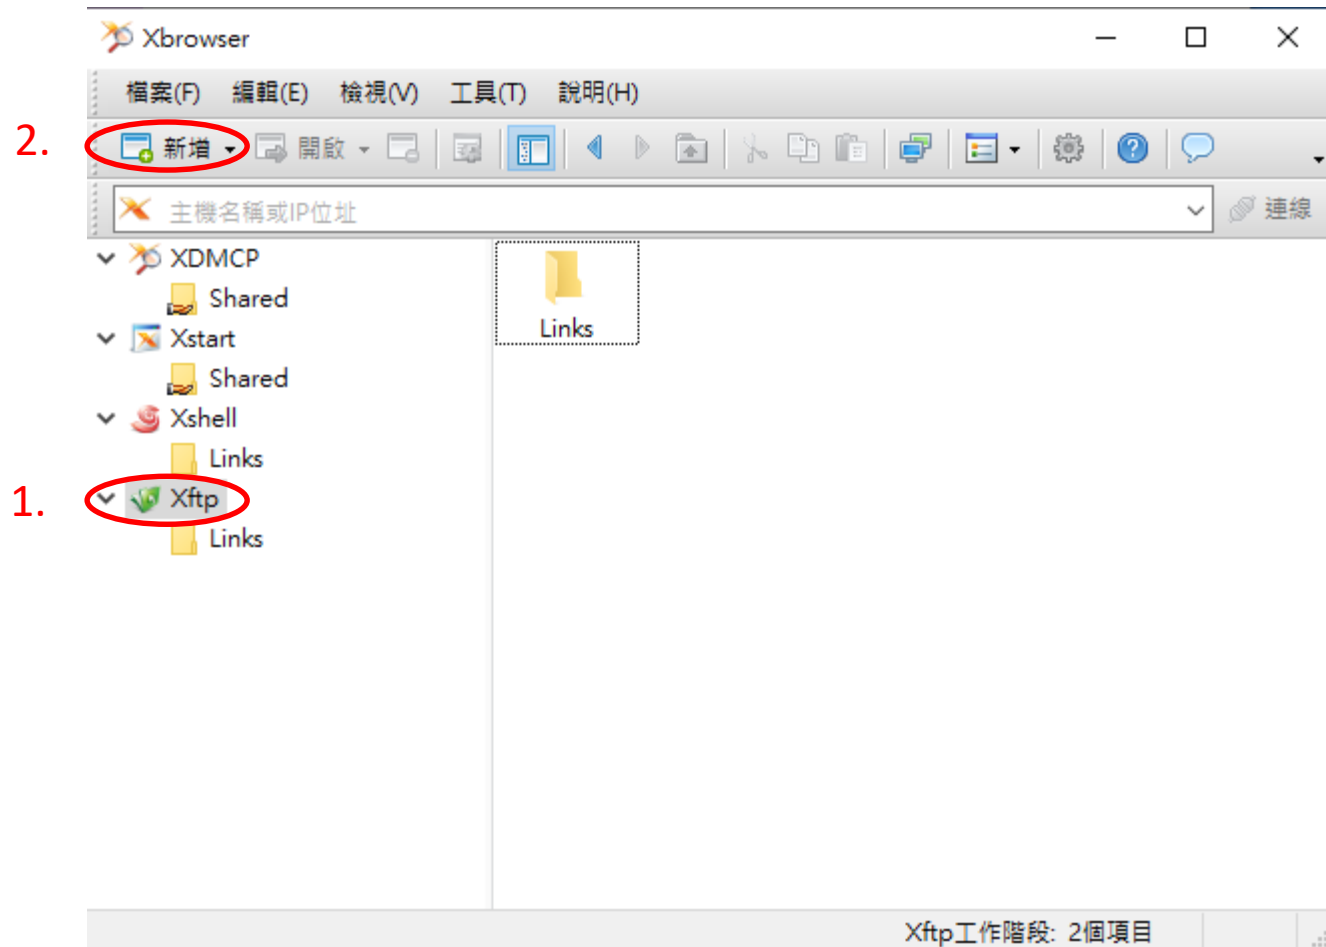 Xbrowser
檔案(F) 編輯(E) 檢視(V) 工具(T) 說明(H)
2.
新增 開啟
主機名稱或IP位址 連線
XDMCP
Shared
Xstart
Shared
Xshell
Links
1.
Xftp
Links
Links
Xftp工作階段: 2個項目